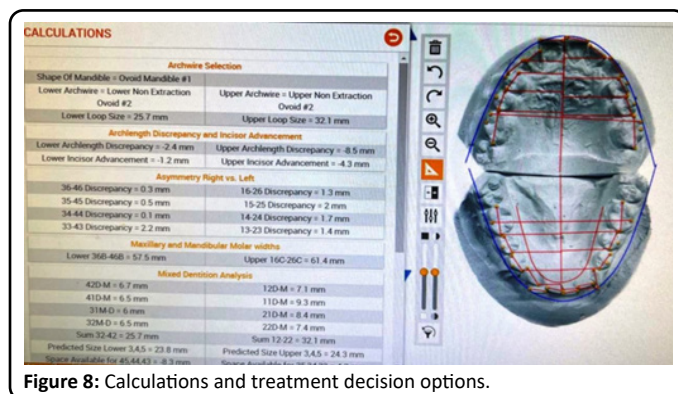 CALCULATIONS
Archwire Selection
Shape Of Mandible = Ovoid Mandible #1
Lower Archwire = Lower Non Extraction Ovoid #2
Upper Archwire = Upper Non Extraction Ovoid #2
Lower Loop Size = 25.7 mm
Upper Loop Size = 32.1 mm
Archlength Discrepancy and Incisor Advancement
Lower Archlength Discrepancy = -2.4 mm
Upper Archlength Discrepancy = -8.5 mm
Lower Incisor Advancement = -1.2 mm
Upper Incisor Advancement = -4.3 mm
Asymmetry Right vs. Left
36-46 Discrepancy = 0.3 mm
16-26 Discrepancy = 1.3 mm
35-45 Discrepancy = 0.5 mm
15-25 Discrepancy = 2 mm
34-44 Discrepancy = 0.1 mm
14-24 Discrepancy = 1.7 mm
33-43 Discrepancy = 2.2 mm
13-23 Discrepancy = 1.4 mm
Maxillary and Mandibular Molar widths
Lower 36B-46B = 57.5 mm
Upper 16C-26C = 61.4 mm
Mixed Dentition Analysis
42D-M = 6.7 mm
12D-M = 7.1 mm
41D-M = 6.5 mm
11D-M = 9.3 mm
31M-D = 6 mm
21D-M = 8.4 mm
32M-D = 6.5 mm
22D-M = 7.4 mm
Sum 32-42 = 25.7 mm
Sum 12-22 = 32.1 mm
Predicted Size Lower 3,4,5 = 23.8 mm
Predicted Size Upper 3,4,5 = 24.3 mm
Space Available for 45,44,43 = -8.3 mm
Figure 8: Calculations and treatment decision options.